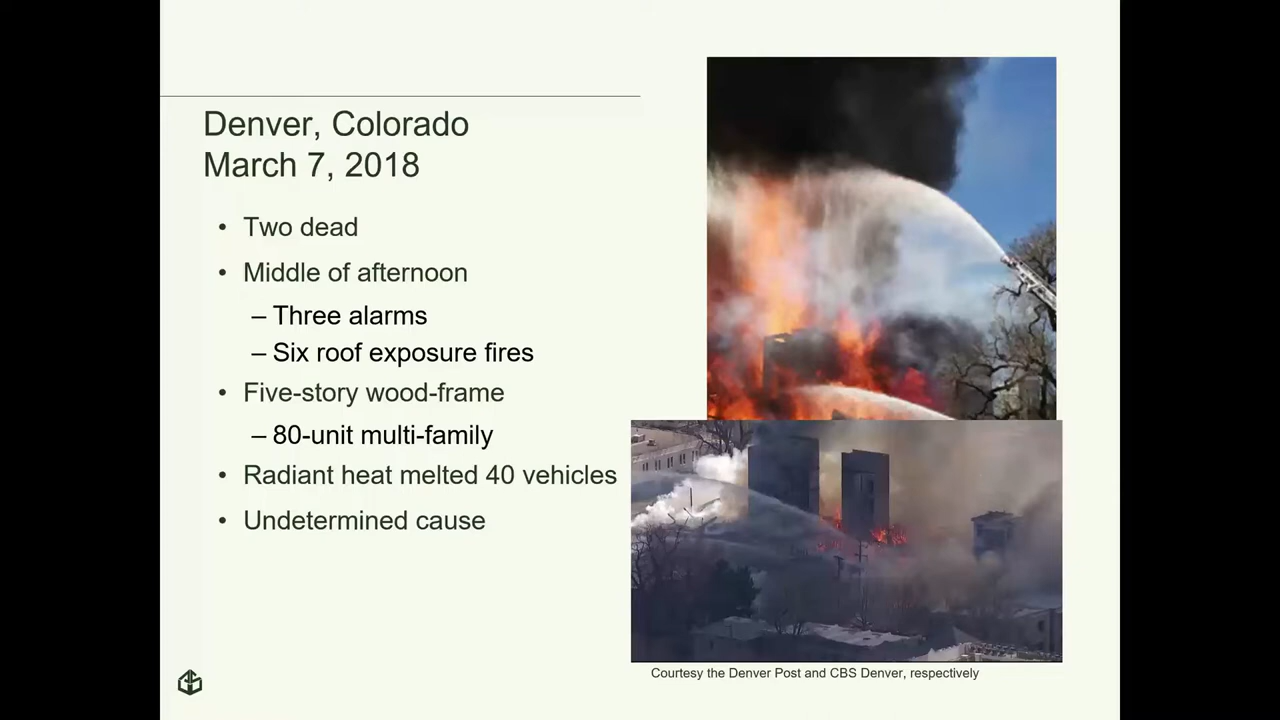 Denver, Colorado
March 7, 2018
• Two dead
• Middle of afternoon
– Three alarms
– Six roof exposure fires
• Five-story wood-frame
– 80-unit multi-family
• Radiant heat melted 40 vehicles
• Undetermined cause
Courtesy the Denver Post and CBS Denver, respectively